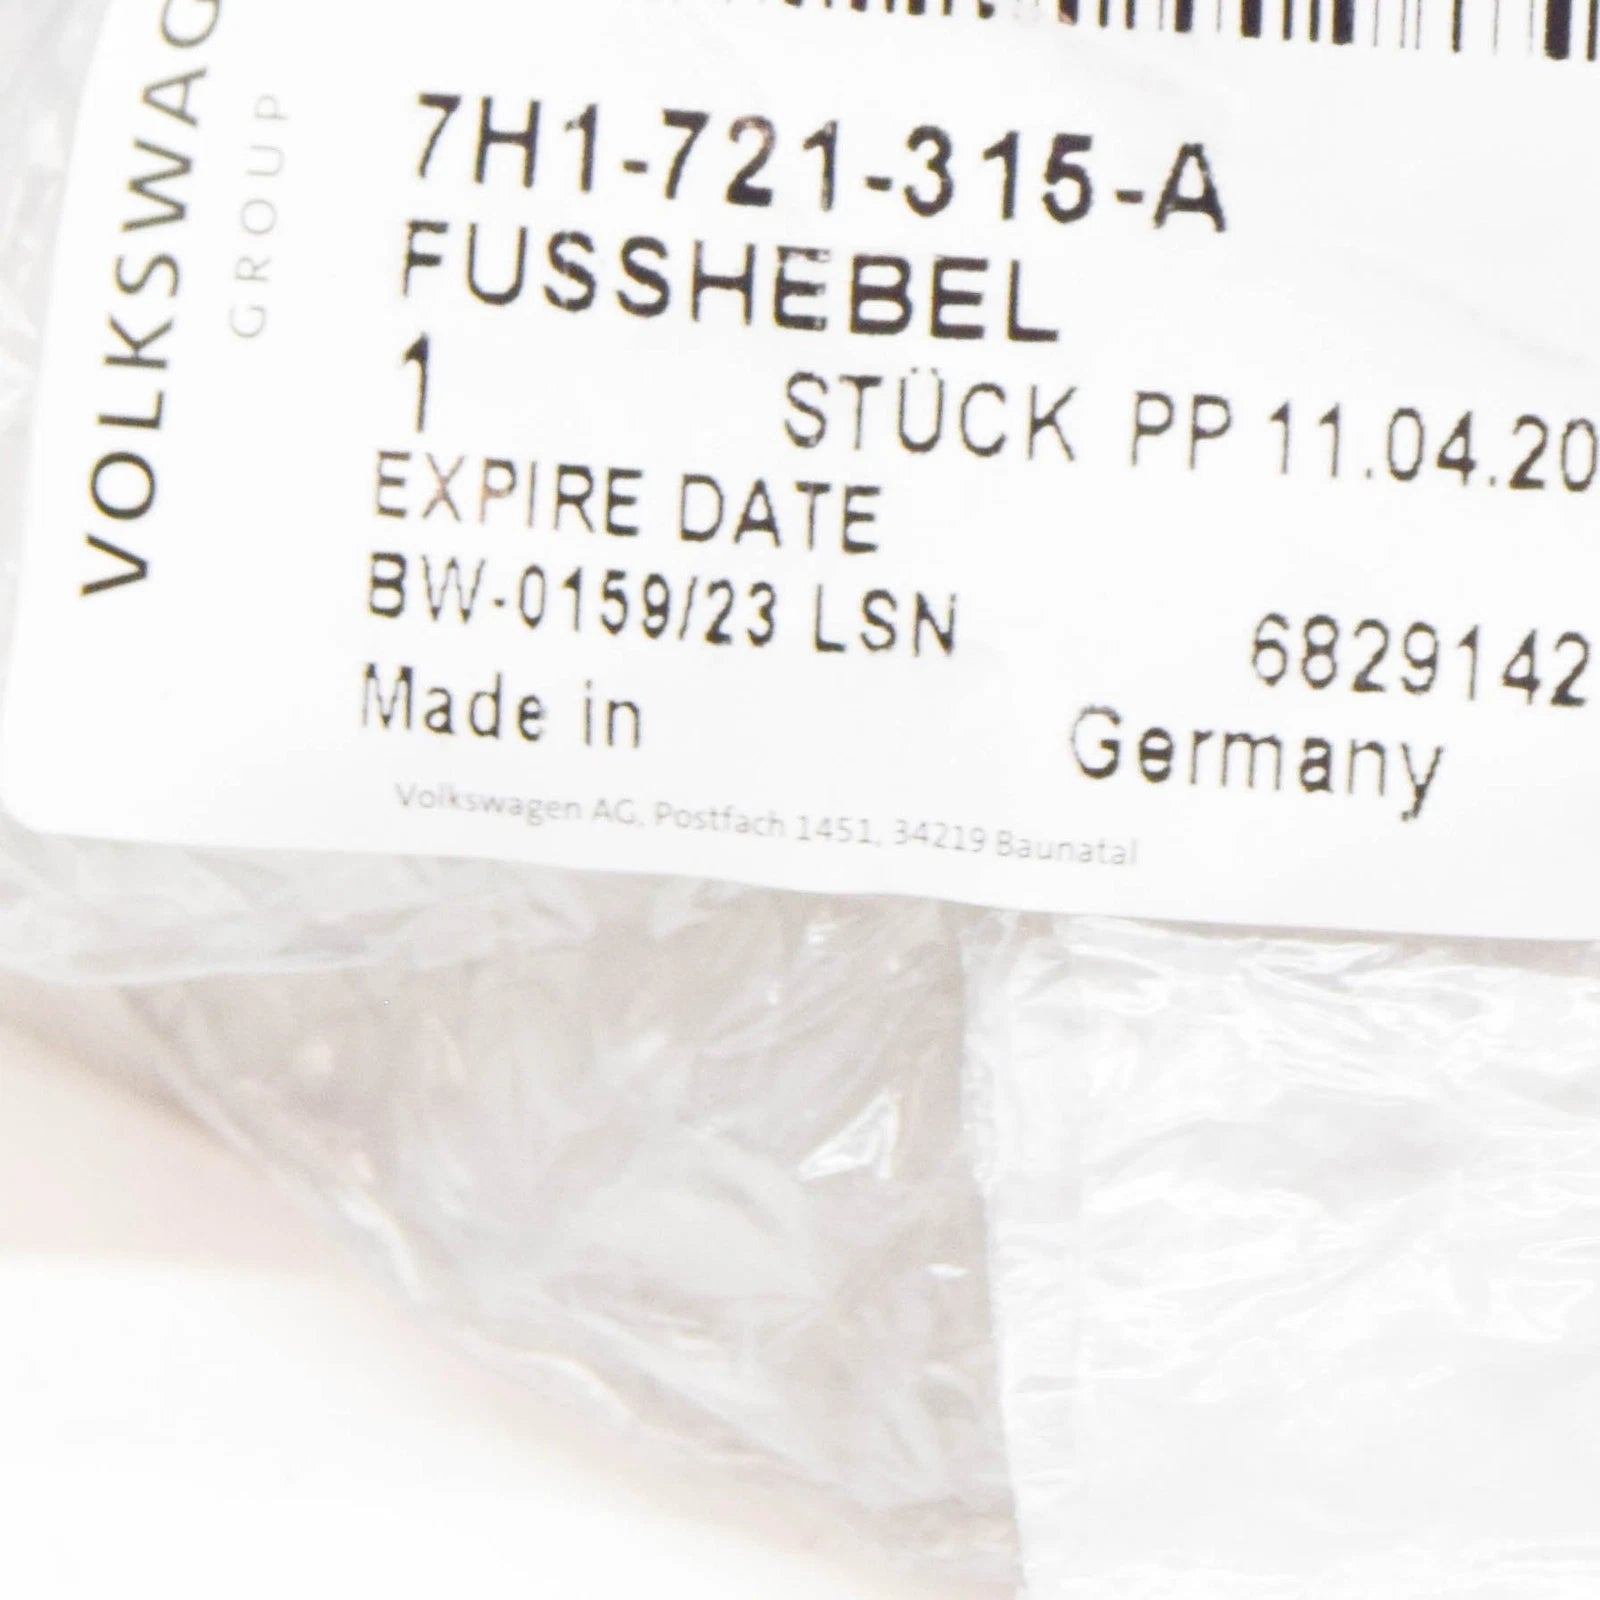 VOLKSWAG
GROUP
7H1-721-315-A
FUSSHEBEL
1 STÜCK PP 11.04.20
EXPIRE DATE
BW-0159/23 LSN 6829142
Made in Germany
Volkswagen AG, Postfach 1451, 34219 Baunatal